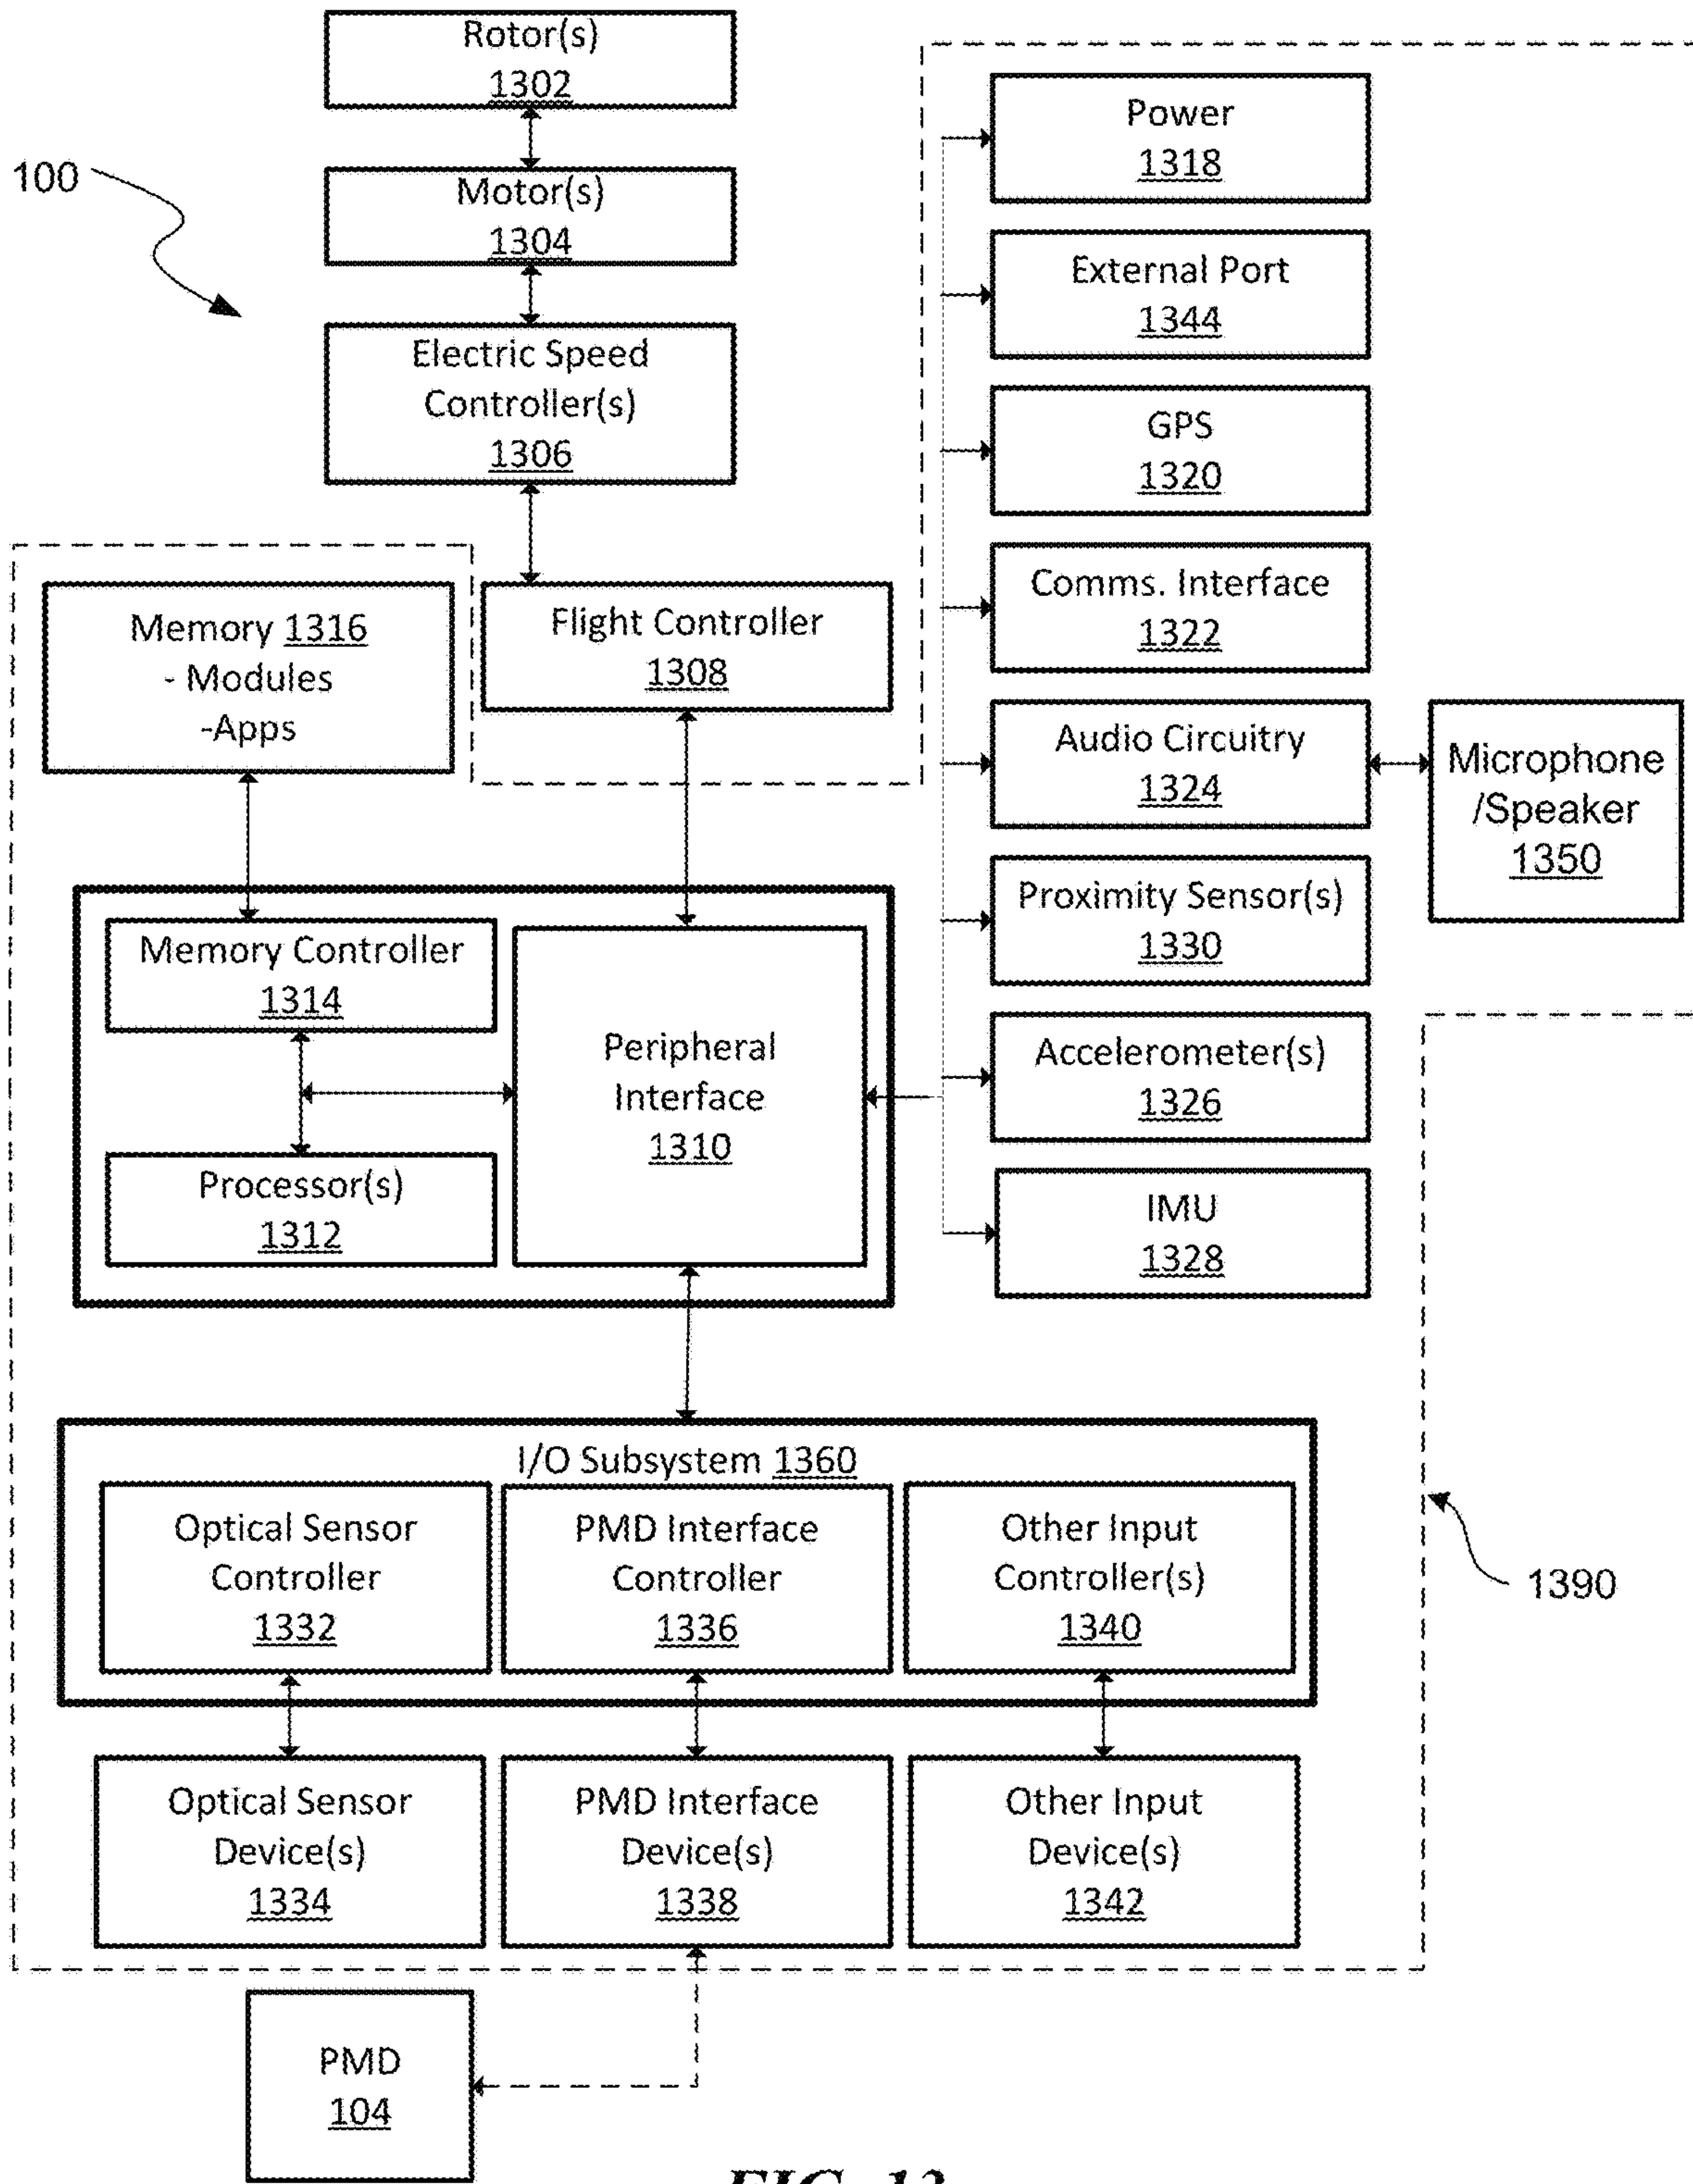 Rotor(s)
1302
100
Motor(s)
1304
Electric Speed
Controller(s)
1306
Memory 1316
- Modules
-Apps
Flight Controller
1308
Memory Controller
1314
Processor(s)
1312
Peripheral
Interface
1310
Power
1318
External Port
1344
GPS
1320
Comms. Interface
1322
Audio Circuitry
1324
Microphone
/Speaker
1350
Proximity Sensor(s)
1330
Accelerometer(s)
1326
IMU
1328
I/O Subsystem 1360
Optical Sensor
Controller
1332
PMD Interface
Controller
1336
Other Input
Controller(s)
1340
1390
Optical Sensor
Device(s)
1334
PMD Interface
Device(s)
1338
Other Input
Device(s)
1342
PMD
104
FIG. 13